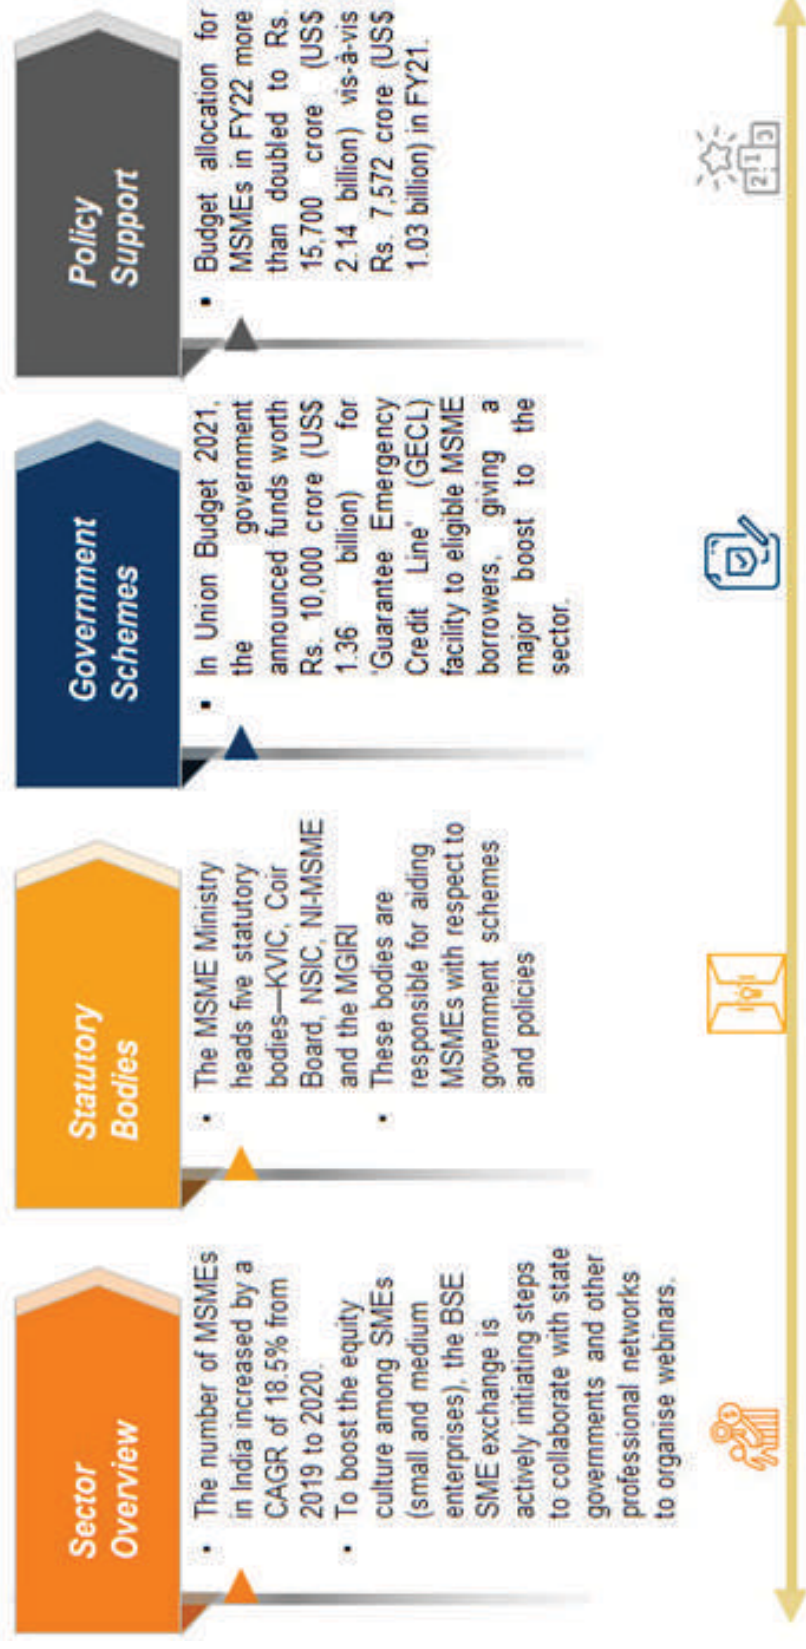 Sector
Overview
• The number of MSMEs
in India increased by a
CAGR of 18.5% from
2019 to 2020.
• To boost the equity
culture among SMEs
(small and medium
enterprises), the BSE
SME exchange is
actively initiating steps
to collaborate with state
governments and other
professional networks
to organise webinars.
Statutory
Bodies
• The MSME Ministry
heads five statutory
bodies—KVIC, Coir
Board, NSIC, NI-MSME
and the MGIRI
• These bodies are
responsible for aiding
MSMEs with respect to
government schemes
and policies
Government
Schemes
• In Union Budget 2021,
the government
announced funds worth
Rs. 10,000 crore (US$
1.36 billion) for
'Guarantee Emergency
Credit Line' (GECL)
facility to eligible MSME
borrowers, giving a
major boost to the
sector.
Policy
Support
• Budget allocation for
MSMEs in FY22 more
than doubled to Rs.
15,700 crore (US$
2.14 billion) vis-à-vis
Rs. 7,572 crore (US$
1.03 billion) in FY21.
2 1 3